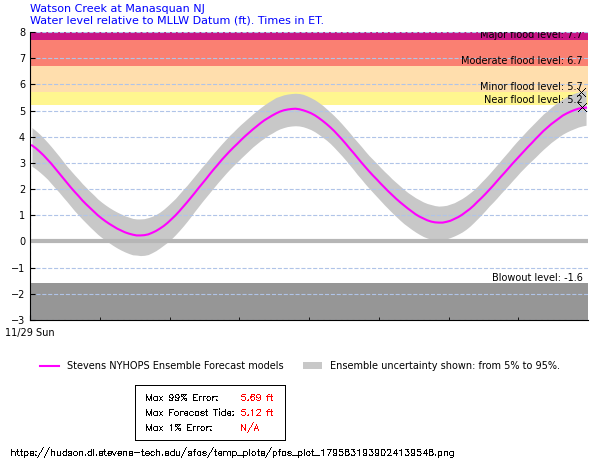 Watson Creek at Manasquan NJ
Water level relative to MLLW Datum (ft). Times in ET.
8
Major flood level: 7.7
7
Moderate flood level: 6.7
6
Minor flood level: 5.7
Near flood level: 5.2
5
4
3
2
1
0
−1
Blowout level: -1.6
−2
−3
11/29 Sun
Stevens NYHOPS Ensemble Forecast models
Ensemble uncertainty shown: from 5% to 95%.
Max 99% Error: 5.69 ft
Max Forecast Tide: 5.12 ft
Max 1% Error: N/A
https://hudson.dl.stevens-tech.edu/sfas/temp_plots/pfas_plot_1795831939024139548.png